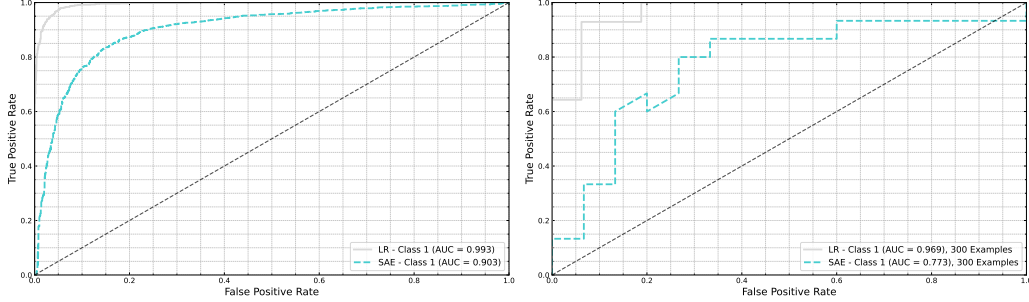 1.0
0.8
0.6
0.4
0.2
0.0
True Positive Rate
0.2
0.4
0.6
0.8
1.0
False Positive Rate
LR - Class 1 (AUC = 0.993)
SAE - Class 1 (AUC = 0.903)
1.0
0.8
0.6
0.4
0.2
0.0
True Positive Rate
0.0
0.2
0.4
0.6
0.8
1.0
False Positive Rate
LR - Class 1 (AUC = 0.969), 300 Examples
SAE - Class 1 (AUC = 0.773), 300 Examples